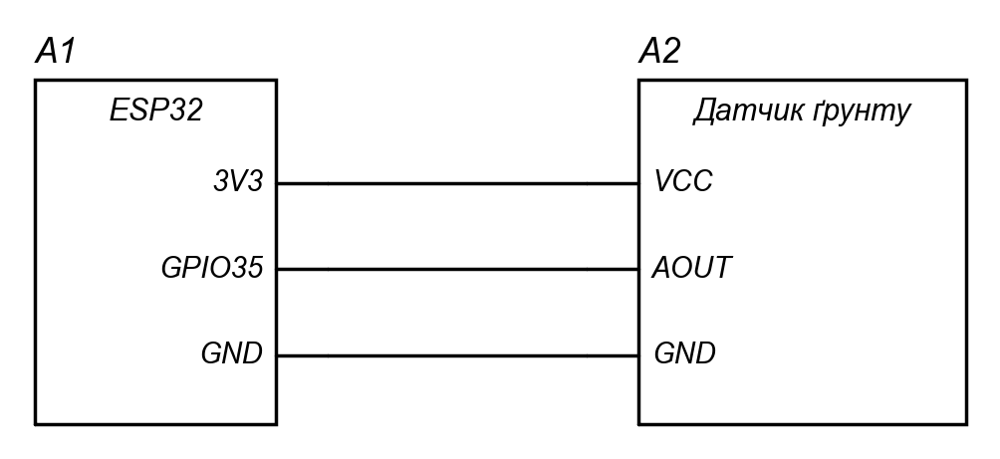 A1
A2
ESP32
Датчик ґрунту
3V3
VCC
GPIO35
AOUT
GND
GND